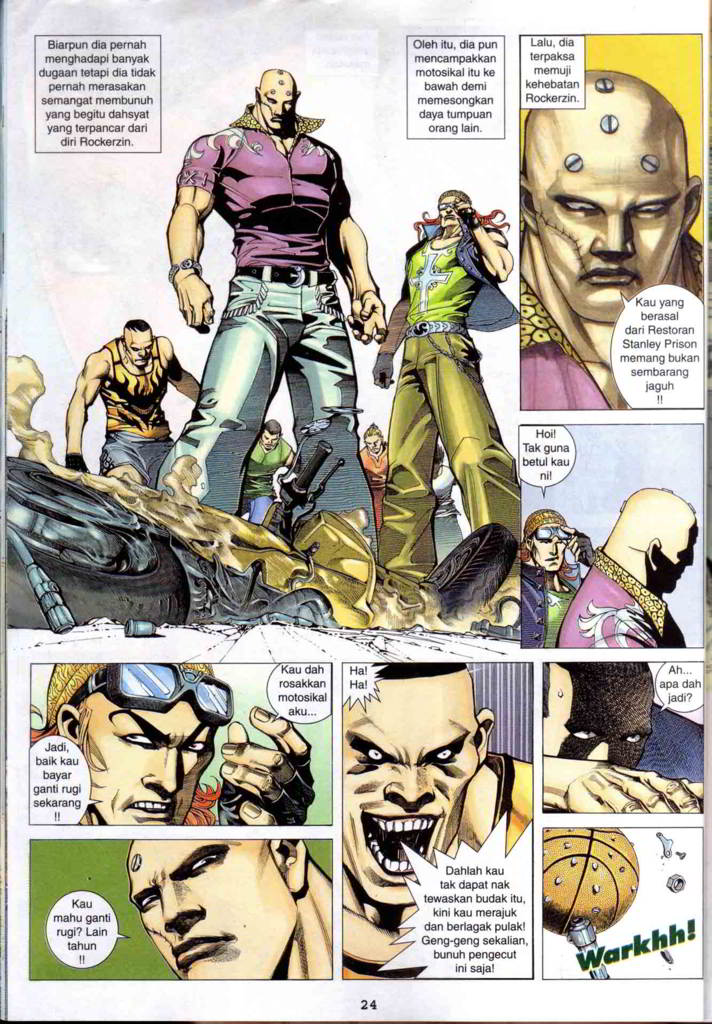 Biarpun dia pernah
menghadapi banyak
dugaan tetapi dia tidak
pernah merasakan
semangat membunuh
yang begitu dahsyat
yang terpancar dari
diri Rockerzin.
Oleh itu, dia pun
mencampakkan
motosikal itu ke
bawah demi
memesongkan
daya tumpuan
orang lain.
Lalu, dia
terpaksa
memuji
kehebatan
Rockerzin.
Kau yang
berasal
dari Restoran
Stanley Prison
memang bukan
sembarang
jaguh
!!
Hoi!
Tak guna
betul kau
ni!
Kau dah
rosakkan
motosikal
aku...
Jadi,
baik kau
bayar
ganti rugi
sekarang
!!
Ha!
Ha!
Dahlah kau
tak dapat nak
tewaskan budak itu,
kini kau merajuk
dan berlagak pulak!
Geng-geng sekalian,
bunuh pengecut
ini saja!
Ah...
apa dah
jadi?
Kau
mahu ganti
rugi? Lain
tahun
!!
Warkhh!
24